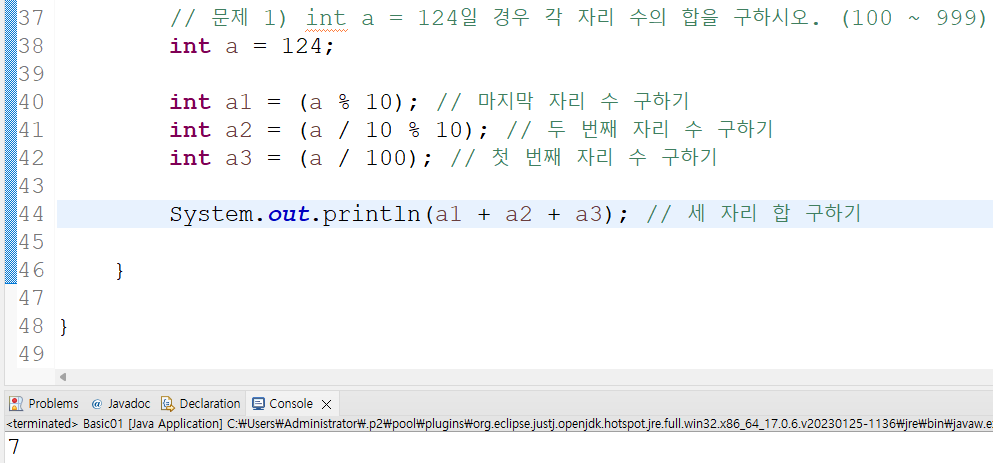 37 // 문제 1) int a = 124일 경우 각 자리 수의 합을 구하시오. (100 ~ 999)
38 int a = 124;
39
40 int a1 = (a % 10); // 마지막 자리 수 구하기
41 int a2 = (a / 10 % 10); // 두 번째 자리 수 구하기
42 int a3 = (a / 100); // 첫 번째 자리 수 구하기
43
44 System.out.println(a1 + a2 + a3); // 세 자리 합 구하기
45
46 }
47
48 }
49
Problems @ Javadoc Declaration Console
<terminated> Basic01 [Java Application] C:₩Users₩Administrator₩.p2₩pool₩plugins₩org.eclipse.justj.openjdk.hotspot.jre.full.win32.x86_64_17.0.6.v20230125-1136₩jre₩bin₩javaw.e
7